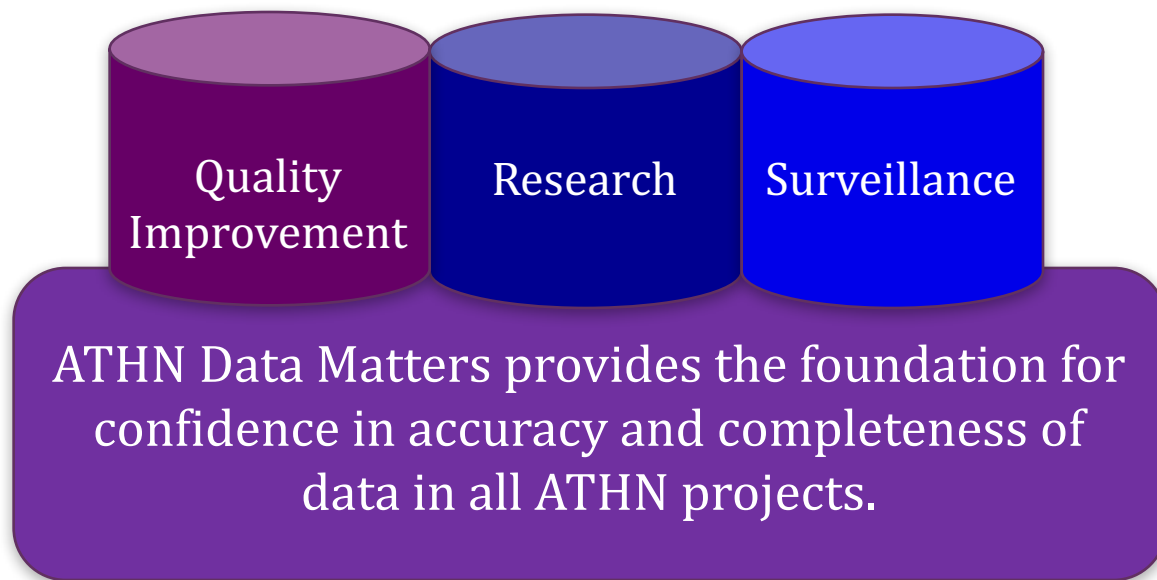 Quality
Improvement
Research
Surveillance
ATHN Data Matters provides the foundation for
confidence in accuracy and completeness of
data in all ATHN projects.